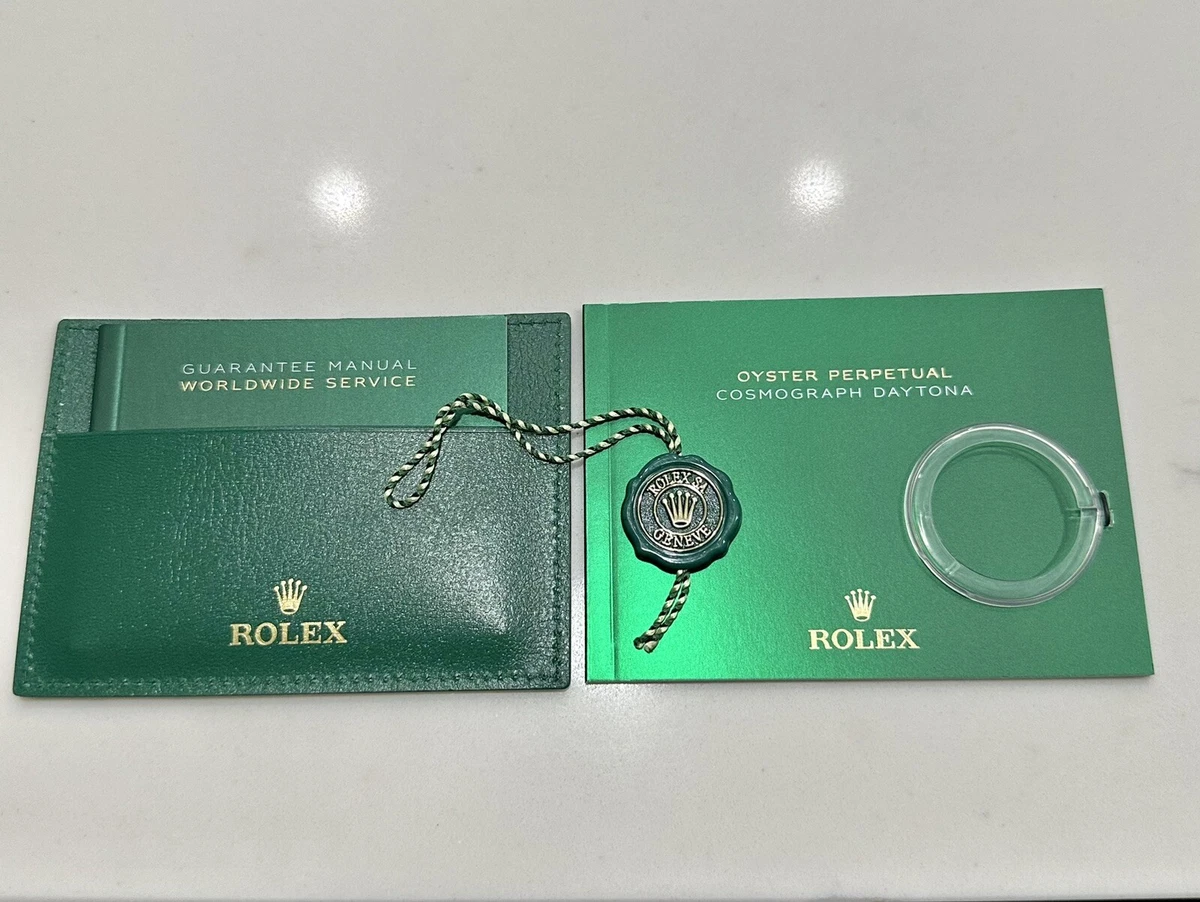 GUARANTEE MANUAL
WORLDWIDE SERVICE
ROLEX
ROLEX SA
GENEVE
OYSTER PERPETUAL
COSMOGRAPH DAYTONA
ROLEX